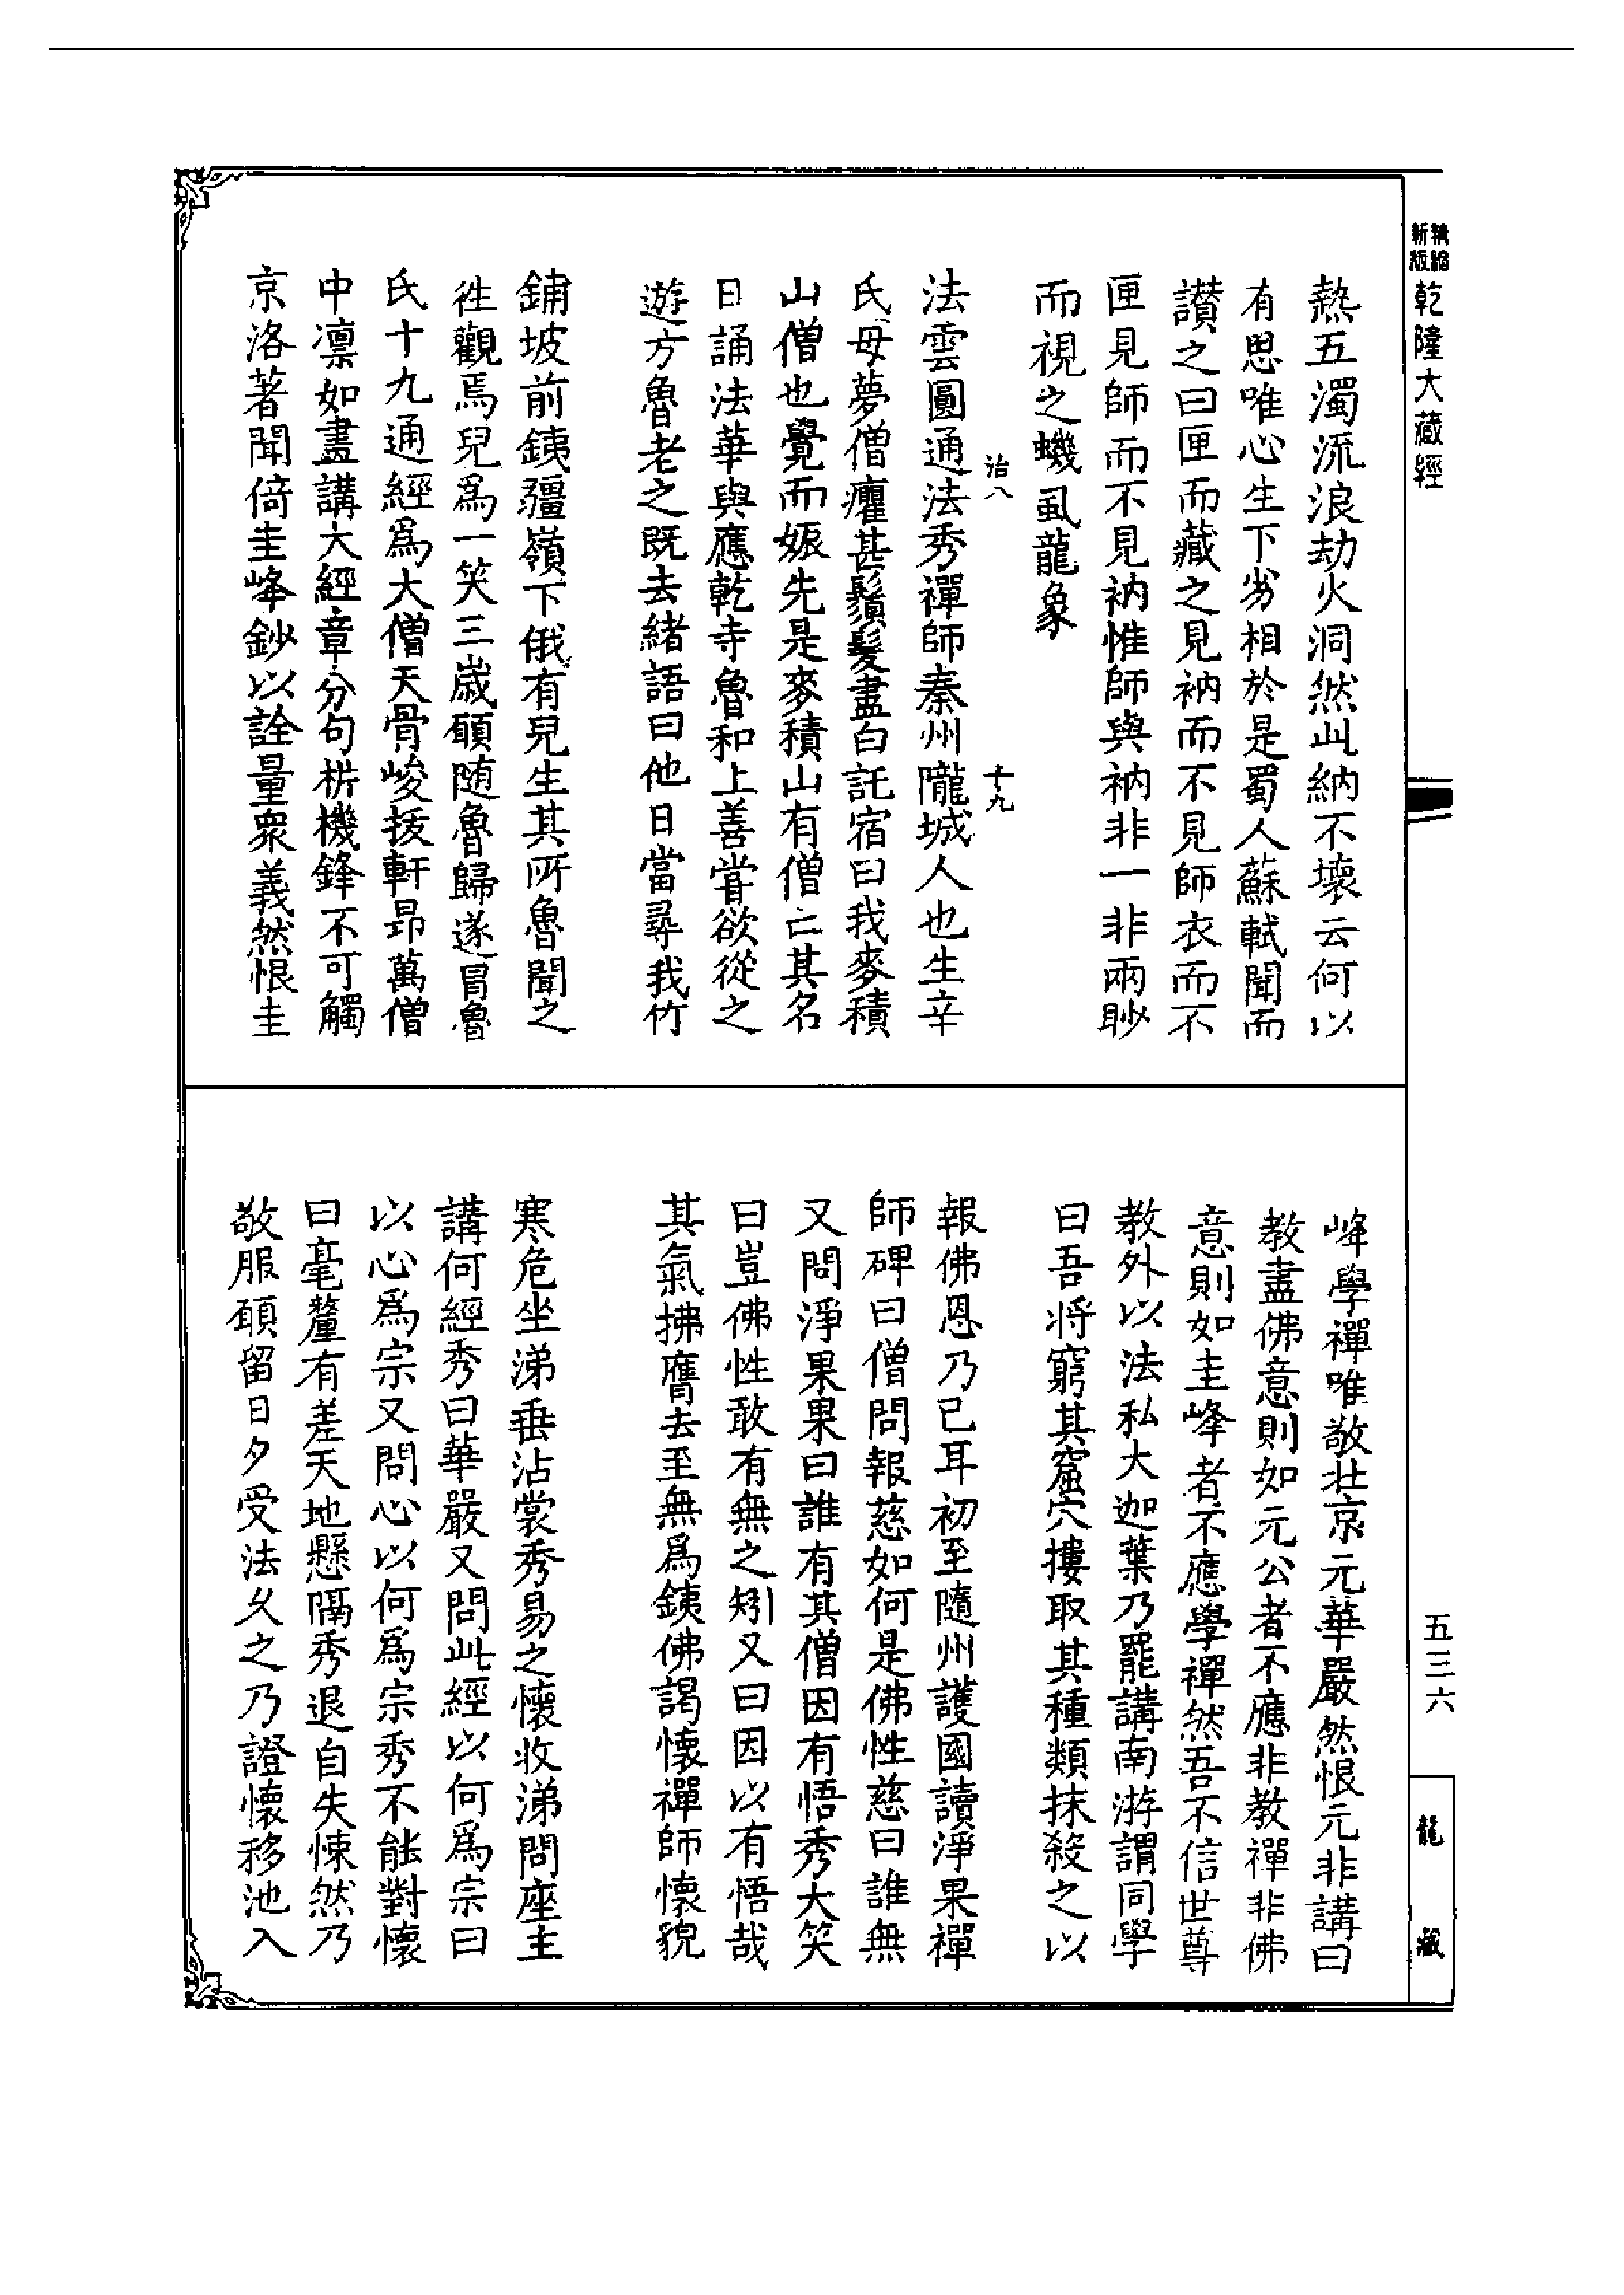 精縮
新版
乾隆大藏經
熱五濁流浪劫火洞然此納不壞云何以
有思唯心生下劣相於是蜀人蘇軾聞而
讃之曰匣而藏之見衲而不見師衣而不
匣見師而不見衲惟師與衲非一非兩眇
而視之蟣虱龍象
治八
十九
法雲圓通法秀禪師秦州隴城人也生辛
氏母夢僧癯甚鬚髮盡白託宿曰我麥積
山僧也覺而娠先是麥積山有僧亡其名
日誦法華與應乾寺魯和上善甞欲從之
遊方魯老之既去緒語曰他日當尋我竹
鋪坡前鐵疆嶺下俄有兒生其所魯聞之
徃觀焉兒爲一笑三歲願隨魯歸遂冒魯
氏十九通經爲大僧天骨峻拔軒昂萬僧
中凛如畫講大經章分句析機鋒不可觸
京洛著聞倚圭峰鈔以詮量衆義然恨圭
峰學禪唯敬北京元華嚴然恨元非講曰
教盡佛意則如元公者不應非教禪非佛
意則如圭峰者不應學禪然吾不信世尊
教外以法私大迦葉乃罷講南游謂同學
曰吾將窮其窟穴摟取其種類抹殺之以
報佛恩乃已耳初至隨州護國讀淨果禪
師碑曰僧問報慈如何是佛性慈曰誰無
又問淨果果曰誰有其僧因有悟秀大笑
曰豈佛性敢有無之矧又曰因以有悟哉
其氣拂膺去至無爲鐵佛謁懷禪師懷貌
寒危坐涕垂沾裳秀易之懷收涕問座主
講何經秀曰華嚴又問此經以何爲宗曰
以心爲宗又問心以何爲宗秀不能對懷
曰毫釐有差天地懸隔秀退自失悚然乃
敬服願留日夕受法久之乃證懷移池入
五三六
龍藏